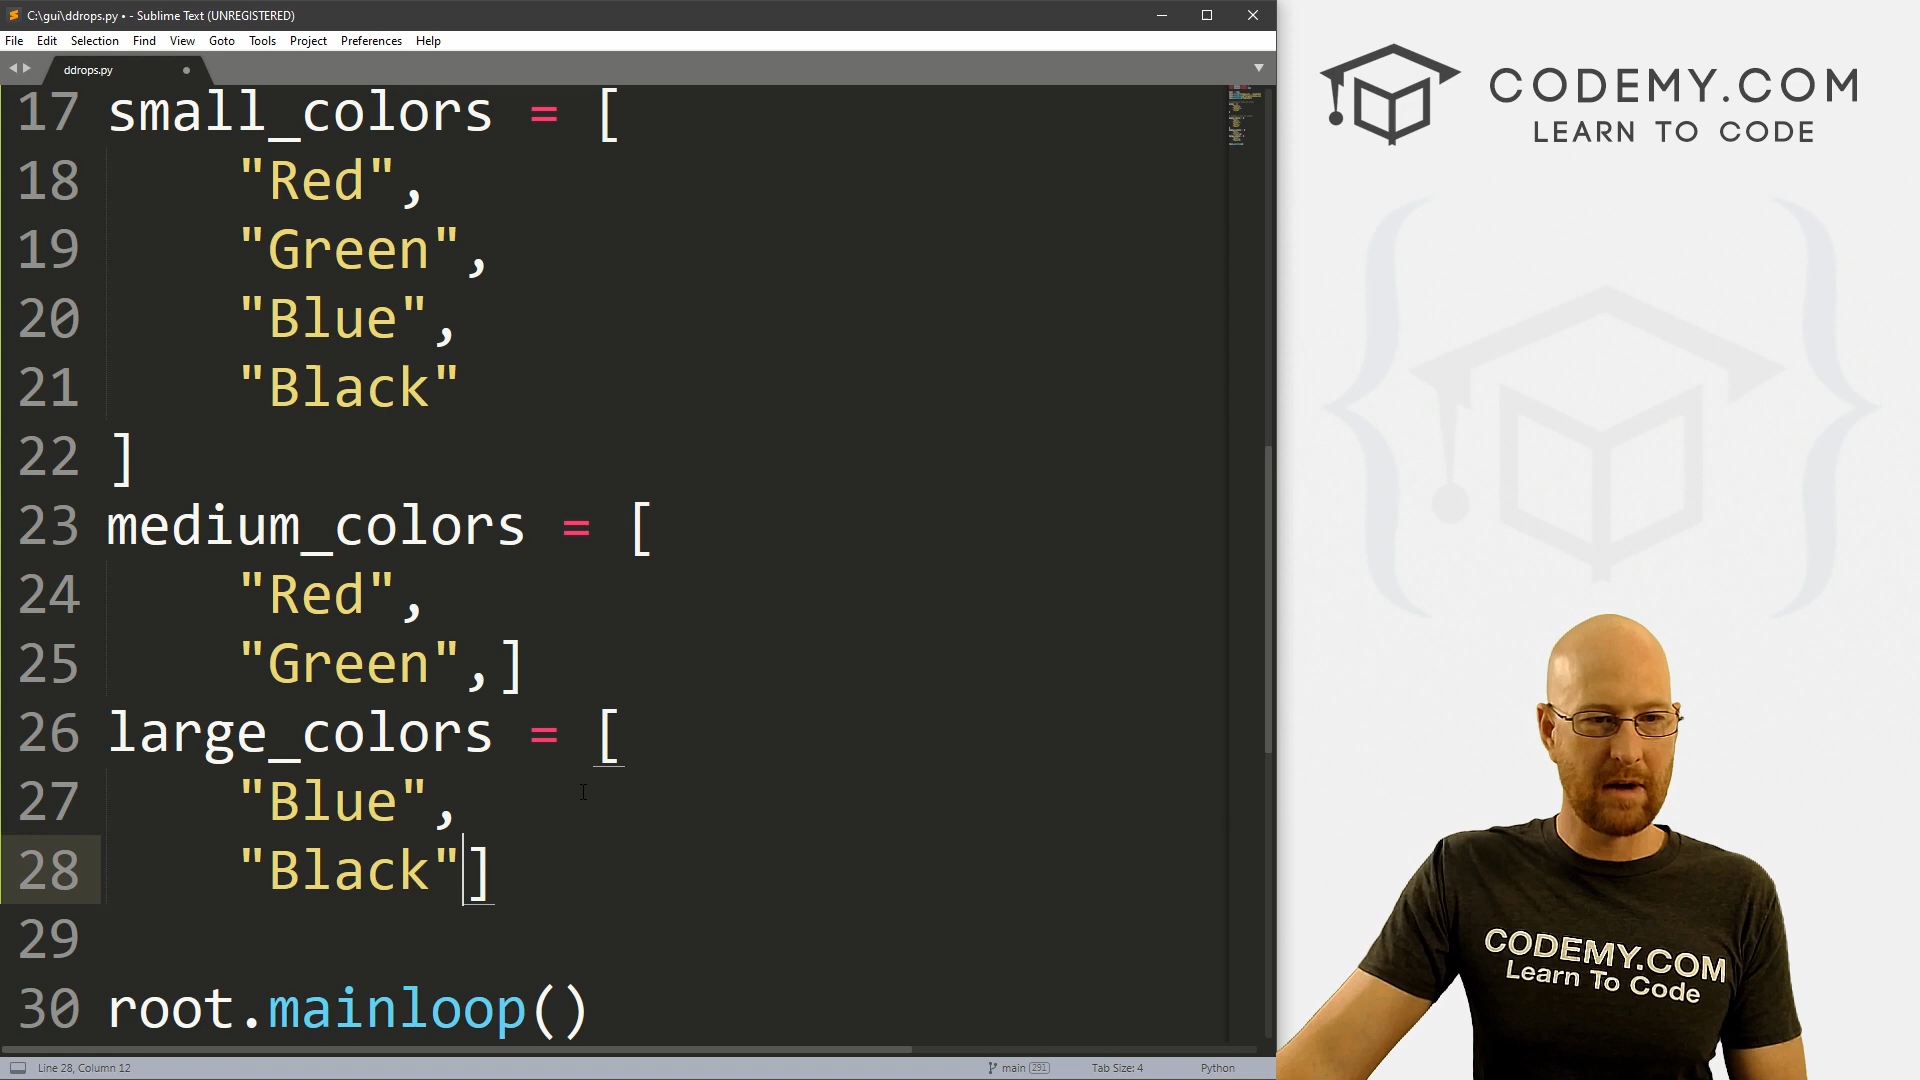 C:\gui\ddrops.py • - Sublime Text (UNREGISTERED)
File Edit Selection Find View Goto Tools Project Preferences Help
ddrops.py
17 small_colors = [
18 "Red",
19 "Green",
20 "Blue",
21 "Black"
22 ]
23 medium_colors = [
24 "Red",
25 "Green",]
26 large_colors = [
27 "Blue",
28 "Black"]
29
30 root.mainloop()
Line 28, Column 12
main 291
Tab Size: 4
Python
CODEMY.COM
LEARN TO CODE
CODEMY.COM
Learn To Code